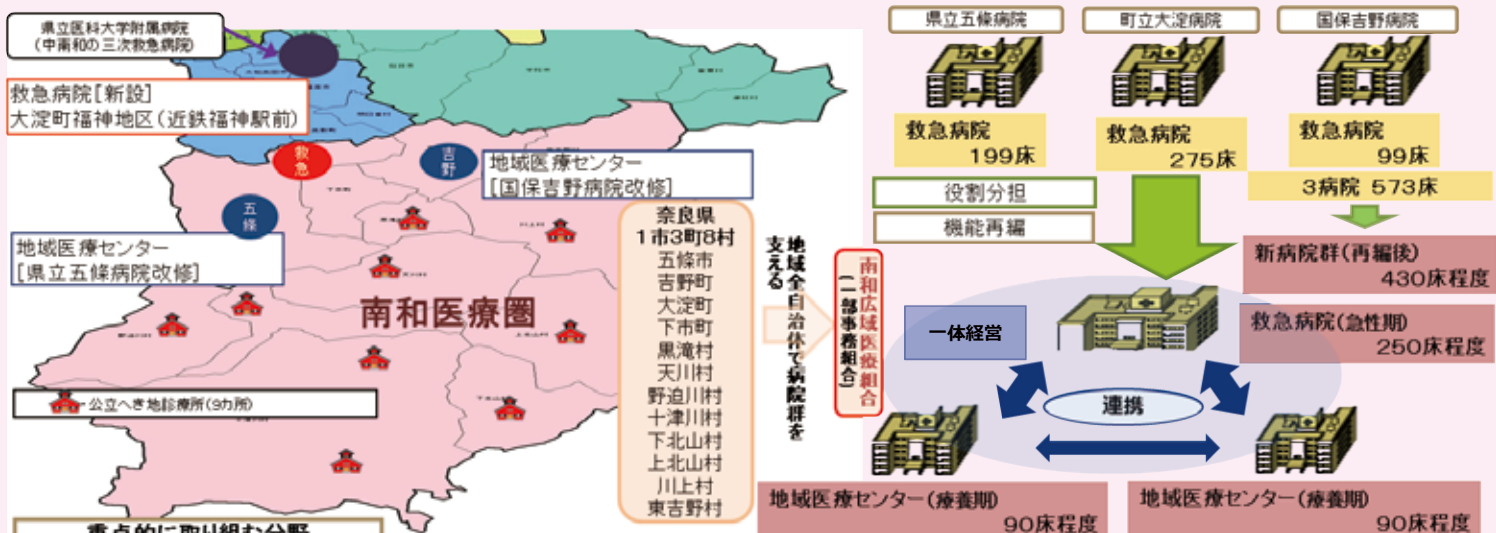 県立医科大学附属病院
(中南和の三次救急病院)
救急病院[新設]
大淀町福神地区(近鉄福神駅前)
救急
吉野
地域医療センター
[国保吉野病院改修]
五條
地域医療センター
[県立五條病院改修]
南和医療圏
公立へき地診療所(9カ所)
重点的に取り組む分野
奈良県
1市3町8村
五條市
吉野町
大淀町
下市町
黒滝村
天川村
野迫川村
十津川村
下北山村
上北山村
川上村
東吉野村
地域全自治体で病院群を
支える
南和広域医療組合
(一部事務組合)
県立五條病院
町立大淀病院
国保吉野病院
救急病院
199床
救急病院
275床
救急病院
99床
役割分担
機能再編
3病院 573床
新病院群(再編後)
430床程度
一体経営
救急病院(急性期)
250床程度
連携
地域医療センター(療養期)
90床程度
地域医療センター(療養期)
90床程度